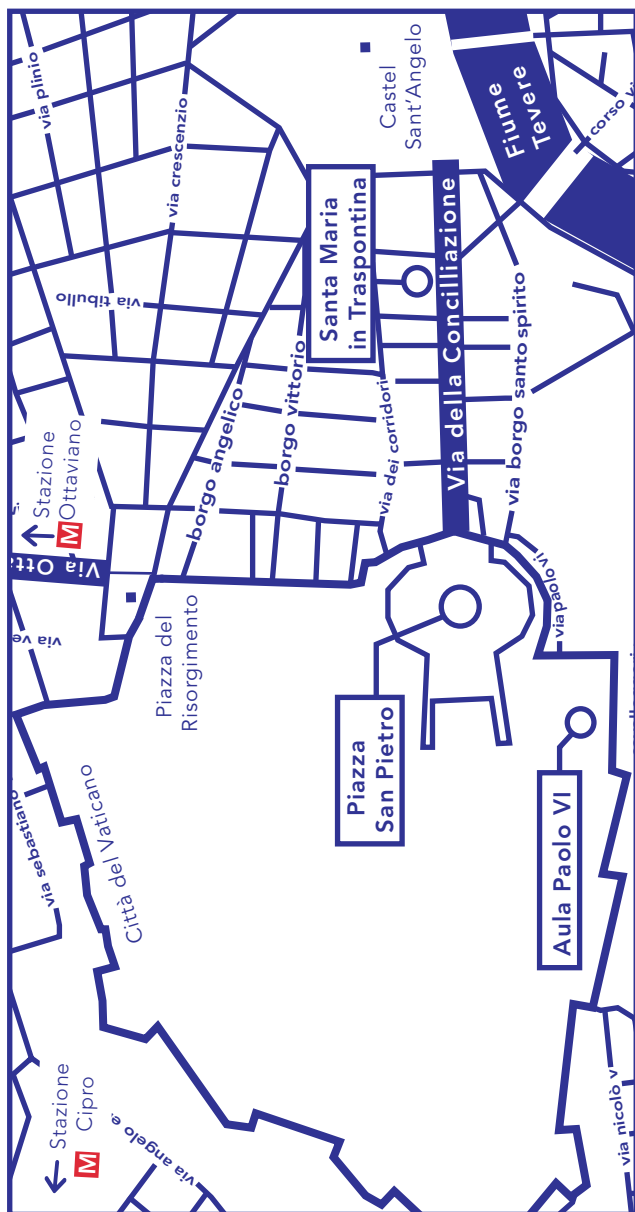 via plinio
via crescenzio
via tibullo
Castel
Sant'Angelo
Fiume
Tevere
corso vi
Santa Maria
in Traspontina
Via della Concilliazione
via borgo santo spirito
via dei corridori
borgo vittorio
borgo angelico
Stazione
Ottaviano
M
Via Otta
via ve
Piazza del
Risorgimento
via paolo vi
Piazza
San Pietro
Aula Paolo VI
via sebastiano
Città del Vaticano
Stazione
Cipro
M
via angelo e
via nicolò v